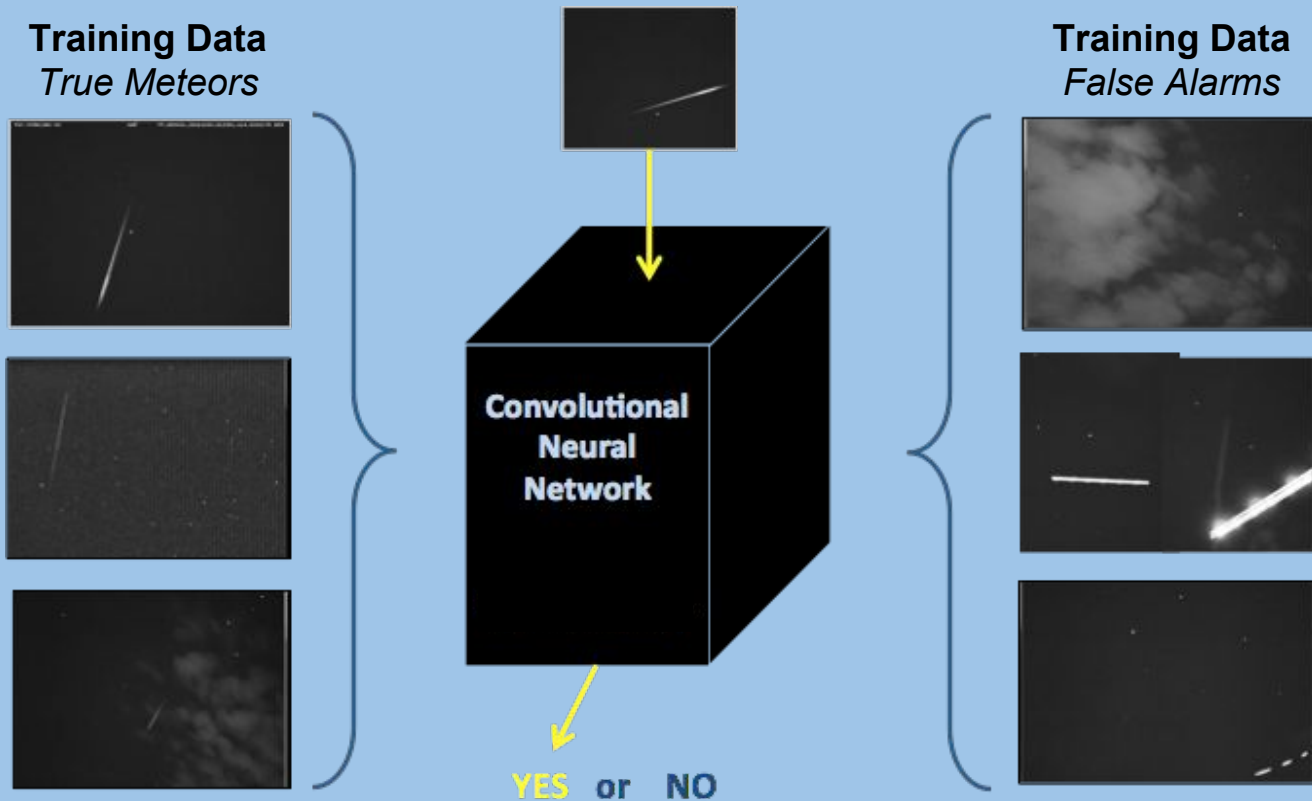 Training Data
True Meteors
Training Data
False Alarms
Convolutional
Neural
Network
YES or NO